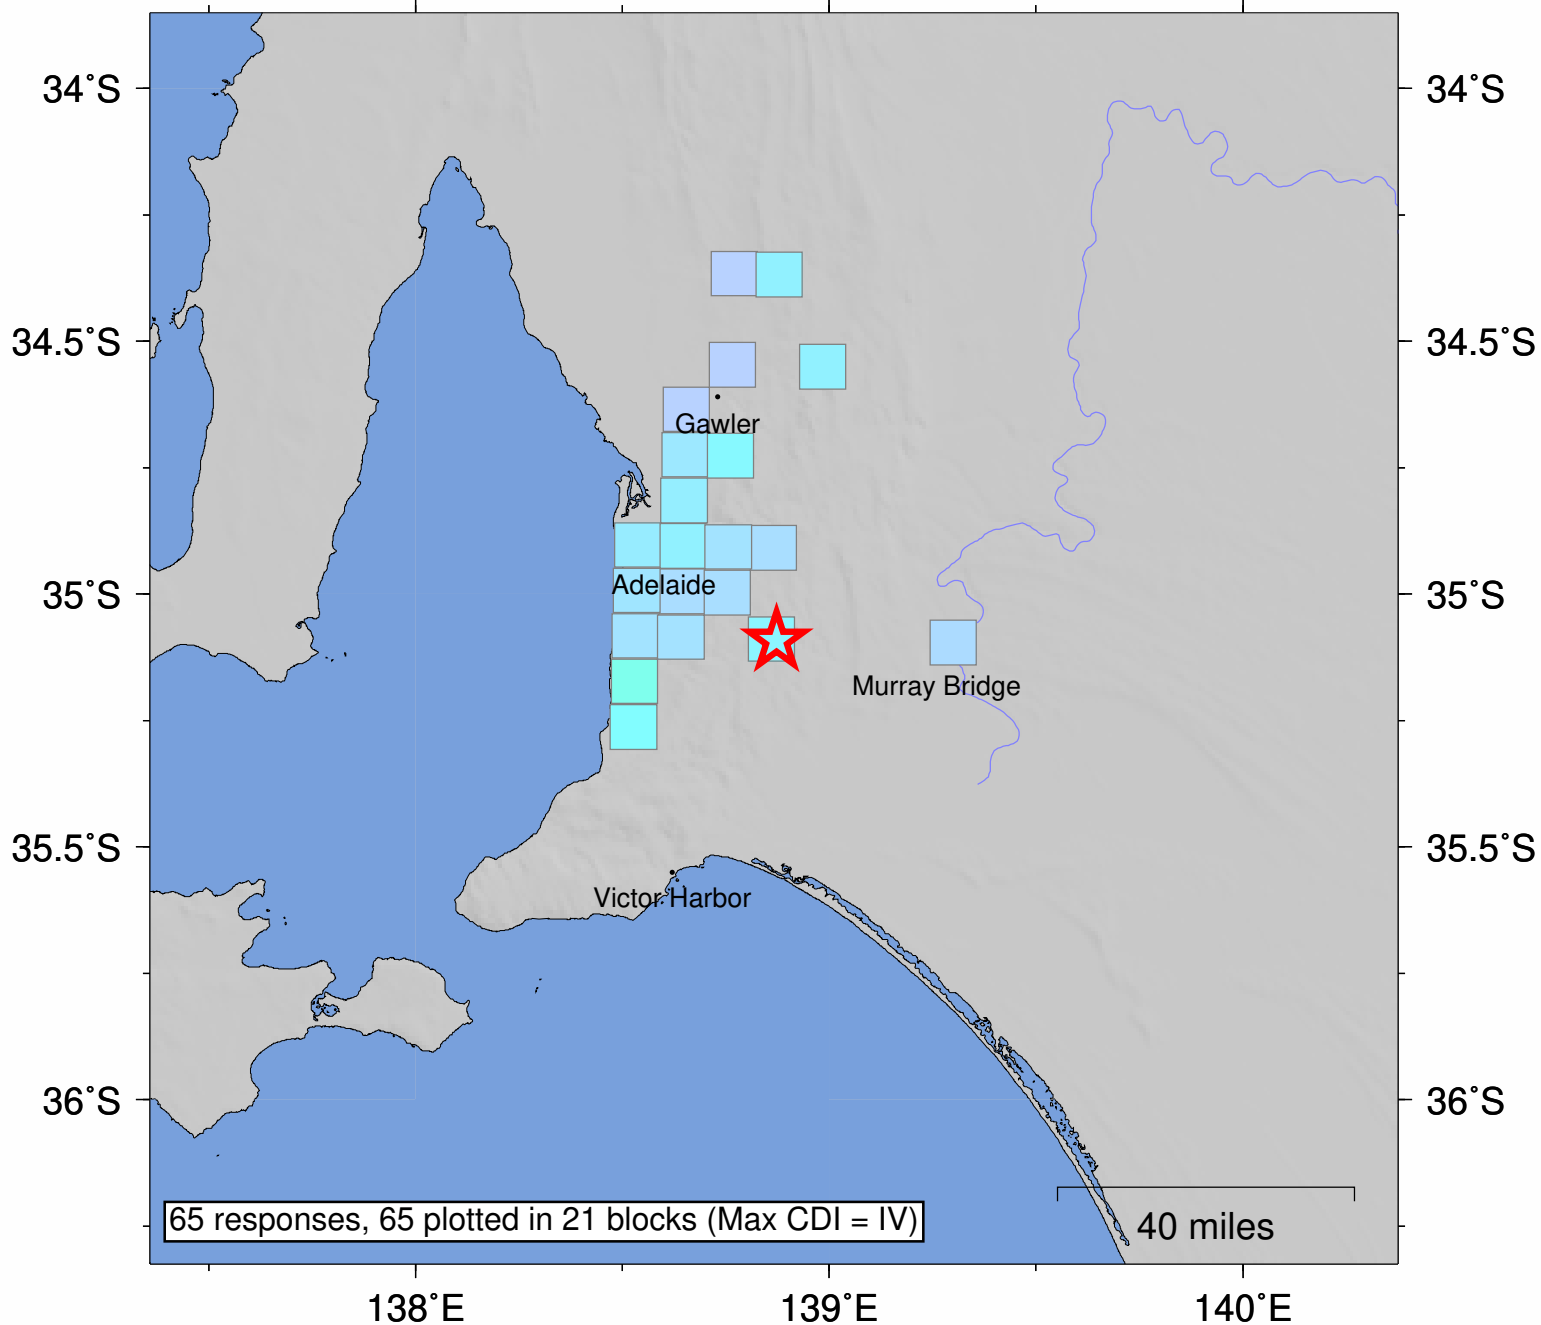 34˚S
34˚S
34.5˚S
34.5˚S
Gawler
Adelaide
35˚S
35˚S
Murray Bridge
35.5˚S
35.5˚S
Victor Harbor
36˚S
36˚S
65 responses, 65 plotted in 21 blocks (Max CDI = IV)
40 miles
138˚E
139˚E
140˚E